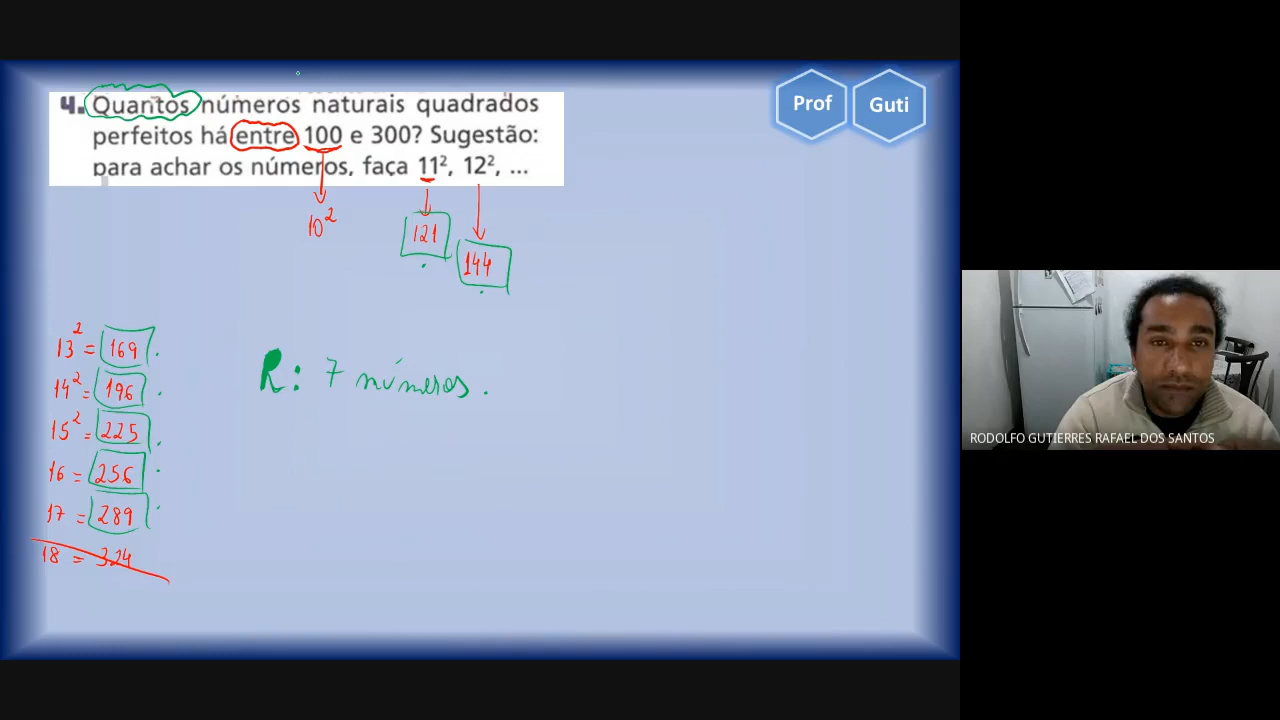 4. Quantos números naturais quadrados
perfeitos há entre 100 e 300? Sugestão:
para achar os números, faça 11², 12², ...
Prof Guti
10²
121
144
13² = 169
14² = 196
15² = 225
16 = 256
17 = 289
18 = 324
R: 7 números.
RODOLFO GUTIERRES RAFAEL DOS SANTOS